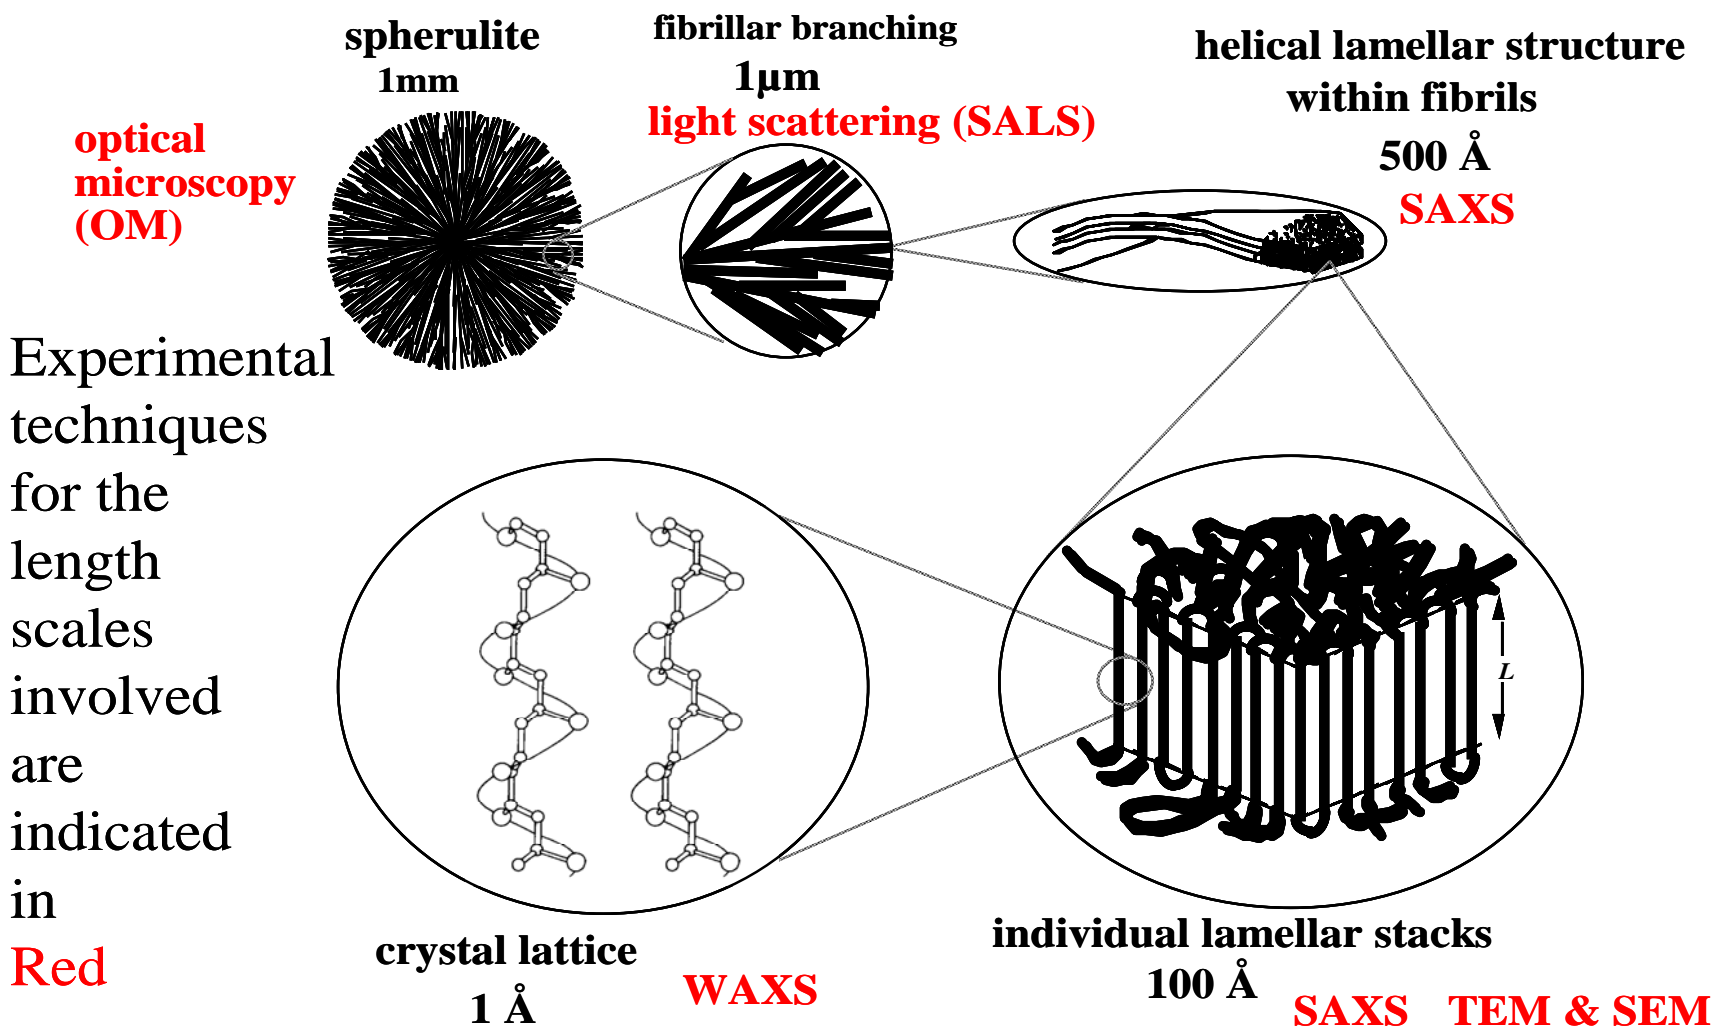 spherulite
1mm
optical
microscopy
(OM)
fibrillar branching
1μm
light scattering (SALS)
helical lamellar structure
within fibrils
500 Å
SAXS
Experimental
techniques
for the
length
scales
involved
are
indicated
in
Red
crystal lattice
1 Å
WAXS
L
individual lamellar stacks
100 Å
SAXS TEM & SEM